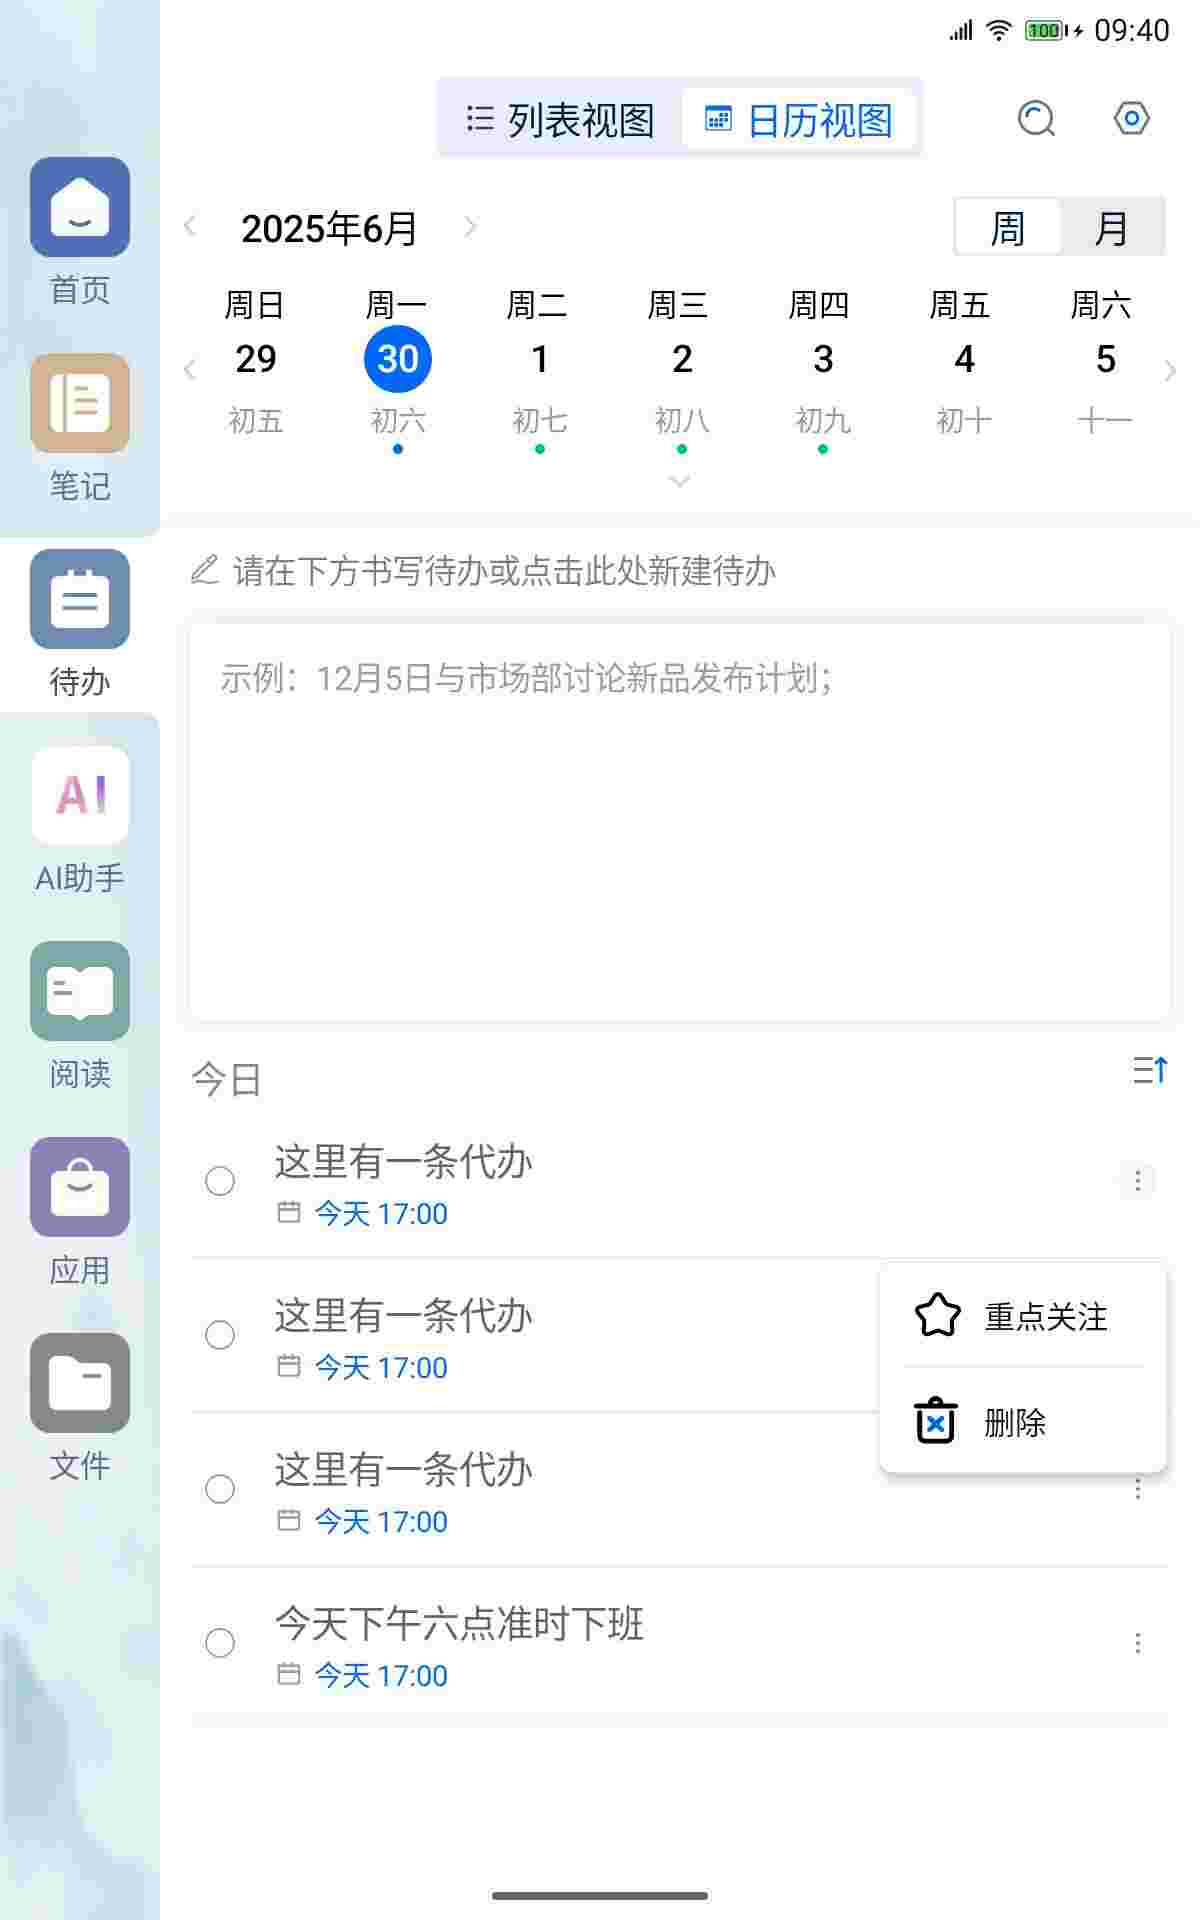 100 09:40
列表视图 日历视图
2025年6月
周 月
周日 周一 周二 周三 周四 周五 周六
29 30 1 2 3 4 5
初五 初六 初七 初八 初九 初十 十一
请在下方书写待办或点击此处新建待办
示例：12月5日与市场部讨论新品发布计划；
今日
这里有一条代办
今天 17:00
这里有一条代办
今天 17:00
重点关注
删除
这里有一条代办
今天 17:00
今天下午六点准时下班
今天 17:00
首页
笔记
待办
AI
AI助手
阅读
应用
文件